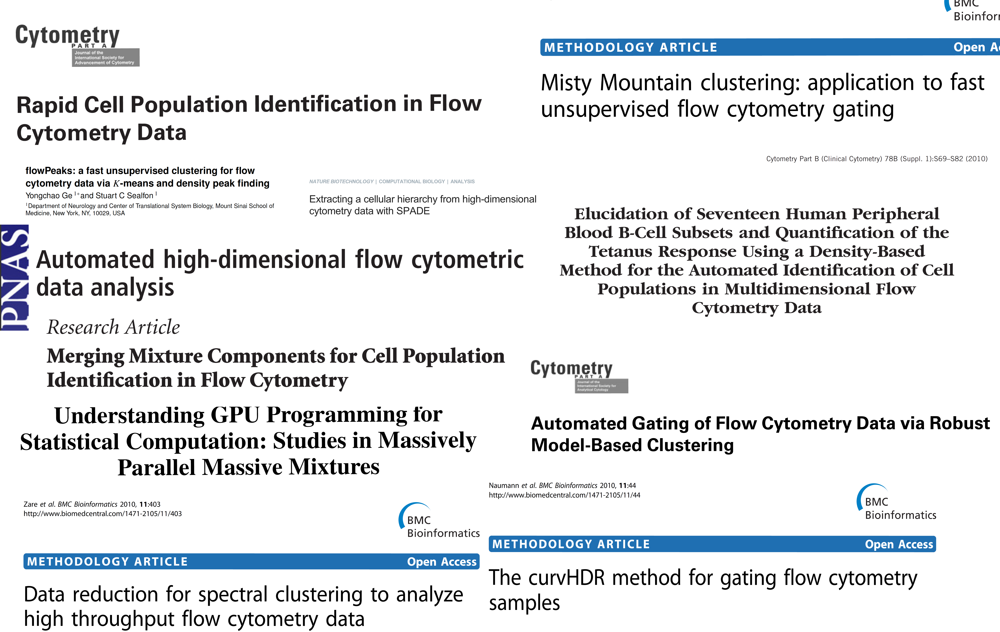 Cytometry
PART A
Journal of the
International Society for
Advancement of Cytometry
Rapid Cell Population Identification in Flow
Cytometry Data
flowPeaks: a fast unsupervised clustering for flow
cytometry data via K-means and density peak finding
Yongchao Ge 1* and Stuart C Sealfon 1
1 Department of Neurology and Center of Translational System Biology, Mount Sinai School of
Medicine, New York, NY, 10029, USA
NATURE BIOTECHNOLOGY | COMPUTATIONAL BIOLOGY | ANALYSIS
Extracting a cellular hierarchy from high-dimensional
cytometry data with SPADE
PNAS
Automated high-dimensional flow cytometric
data analysis
Research Article
Merging Mixture Components for Cell Population
Identification in Flow Cytometry
Understanding GPU Programming for
Statistical Computation: Studies in Massively
Parallel Massive Mixtures
Zare et al. BMC Bioinformatics 2010, 11:403
http://www.biomedcentral.com/1471-2105/11/403
BMC
Bioinformatics
METHODOLOGY ARTICLE Open Access
Data reduction for spectral clustering to analyze
high throughput flow cytometry data
BMC
Bioinfor
METHODOLOGY ARTICLE Open A
Misty Mountain clustering: application to fast
unsupervised flow cytometry gating
Cytometry Part B (Clinical Cytometry) 78B (Suppl. 1):S69–S82 (2010)
Elucidation of Seventeen Human Peripheral
Blood B-Cell Subsets and Quantification of the
Tetanus Response Using a Density-Based
Method for the Automated Identification of Cell
Populations in Multidimensional Flow
Cytometry Data
Cytometry
PART A
Journal of the
International Society for
Analytical Cytology
Automated Gating of Flow Cytometry Data via Robust
Model-Based Clustering
Naumann et al. BMC Bioinformatics 2010, 11:44
http://www.biomedcentral.com/1471-2105/11/44
BMC
Bioinformatics
METHODOLOGY ARTICLE Open Access
The curvHDR method for gating flow cytometry
samples